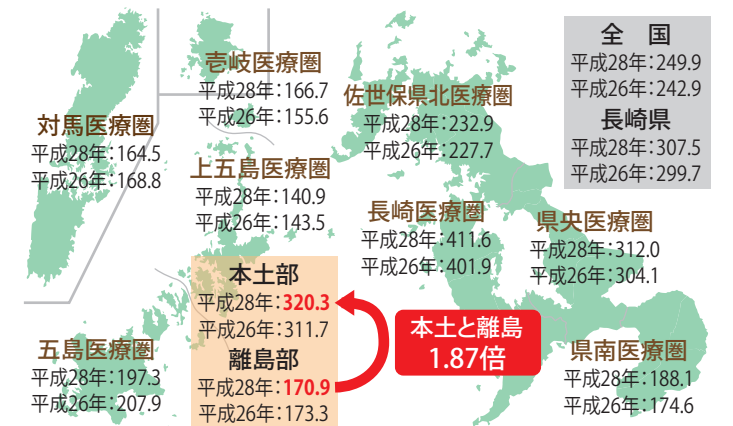 壱岐医療圏
平成28年：166.7
平成26年：155.6
佐世保県北医療圏
平成28年：232.9
平成26年：227.7
全　国
平成28年：249.9
平成26年：242.9
長崎県
平成28年：307.5
平成26年：299.7
対馬医療圏
平成28年：164.5
平成26年：168.8
上五島医療圏
平成28年：140.9
平成26年：143.5
長崎医療圏
平成28年：411.6
平成26年：401.9
県央医療圏
平成28年：312.0
平成26年：304.1
本土部
平成28年：320.3
平成26年：311.7
離島部
平成28年：170.9
平成26年：173.3
本土と離島
1.87倍
五島医療圏
平成28年：197.3
平成26年：207.9
県南医療圏
平成28年：188.1
平成26年：174.6